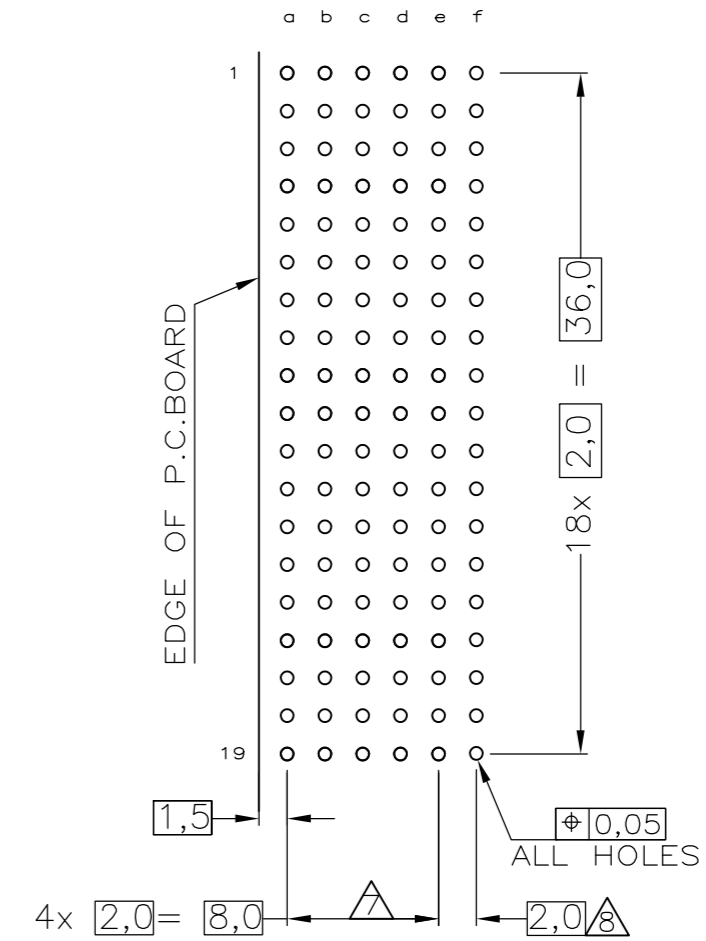 a b c d e f
1
EDGE OF P.C.BOARD
18x 2,0 = 36,0
19
1,5
⌖ 0,05
ALL HOLES
4x 2,0= 8,0
7
2,0 8